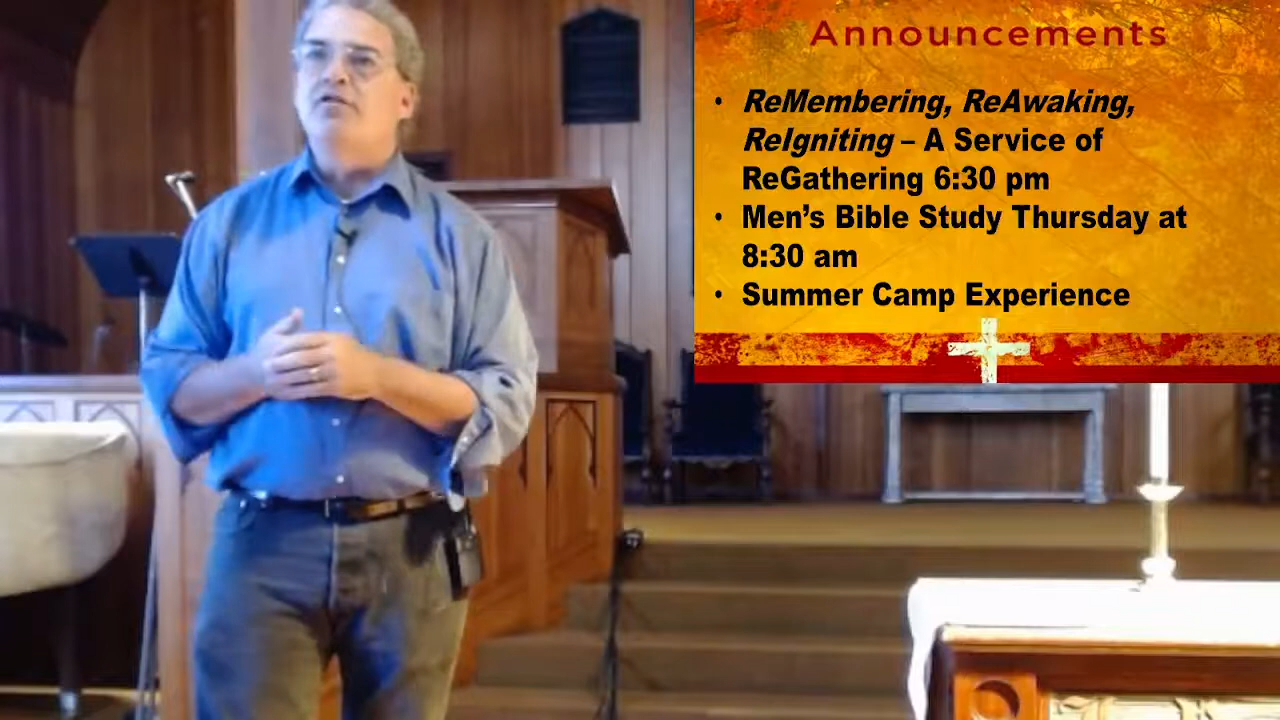 Announcements
• ReMembering, ReAwaking,
ReIgniting – A Service of
ReGathering 6:30 pm
• Men's Bible Study Thursday at
8:30 am
• Summer Camp Experience